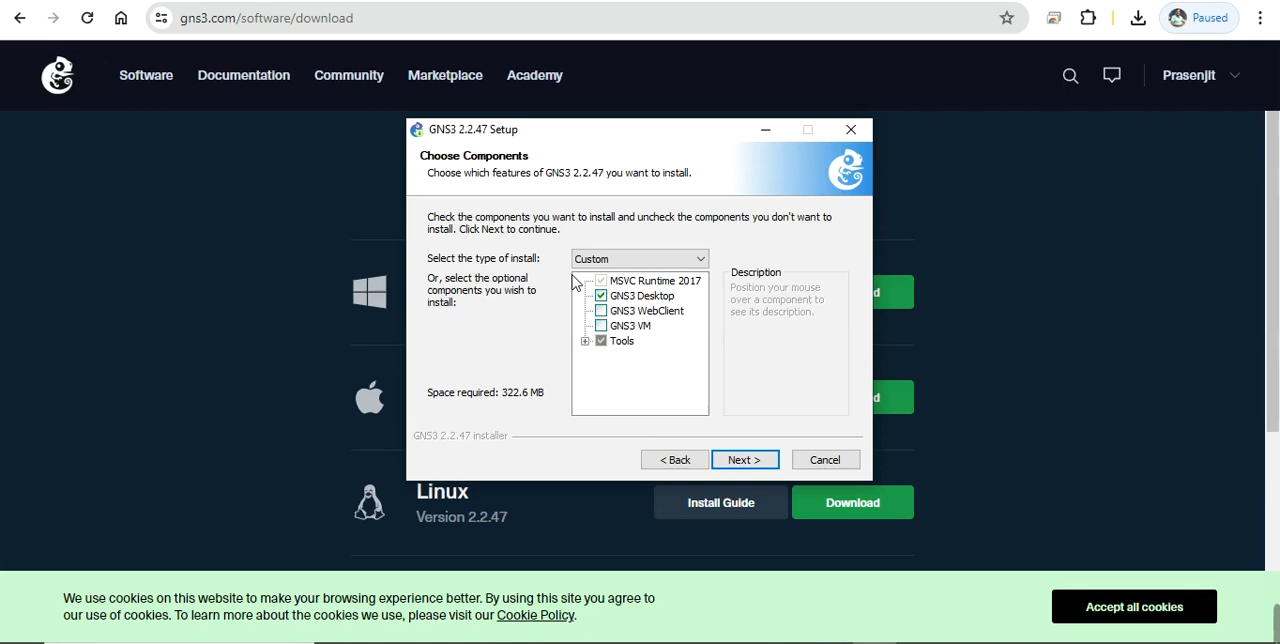 gns3.com/software/download
Paused
Software Documentation Community Marketplace Academy
Prasenjit
GNS3 2.2.47 Setup
Choose Components
Choose which features of GNS3 2.2.47 you want to install.
Check the components you want to install and uncheck the components you don't want to
install. Click Next to continue.
Select the type of install:
Custom
Or, select the optional
components you wish to
install:
MSVC Runtime 2017
GNS3 Desktop
GNS3 WebClient
GNS3 VM
Tools
Description
Position your mouse
over a component to
see its description.
Space required: 322.6 MB
GNS3 2.2.47 installer
< Back
Next >
Cancel
d
d
Linux
Version 2.2.47
Install Guide
Download
We use cookies on this website to make your browsing experience better. By using this site you agree to
our use of cookies. To learn more about the cookies we use, please visit our Cookie Policy.
Accept all cookies